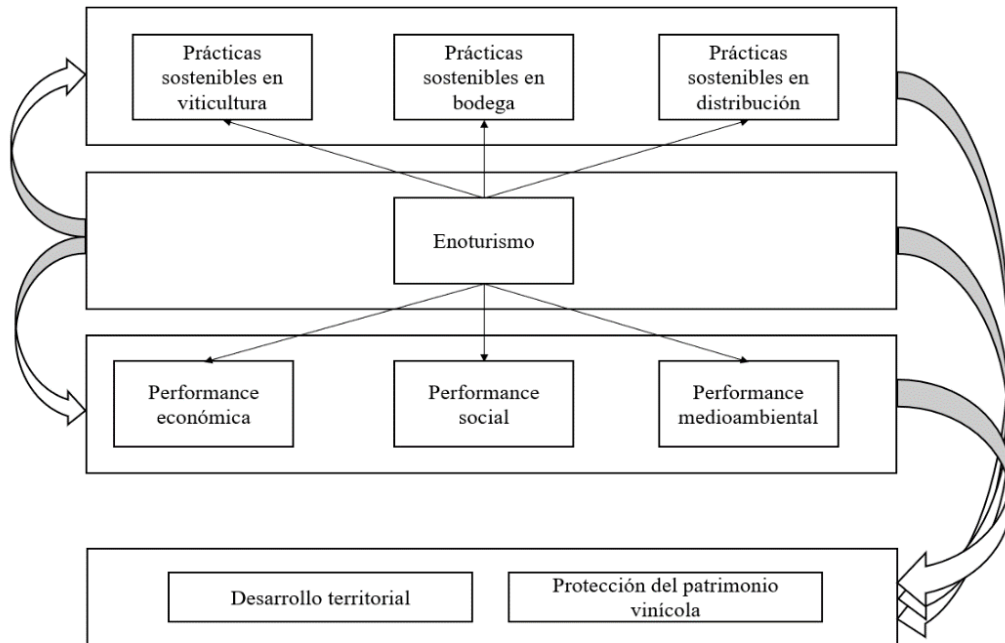 Prácticas
sostenibles en
viticultura
Prácticas
sostenibles en
bodega
Prácticas
sostenibles en
distribución
Enoturismo
Performance
económica
Performance
social
Performance
medioambiental
Desarrollo territorial
Protección del patrimonio
vinícola